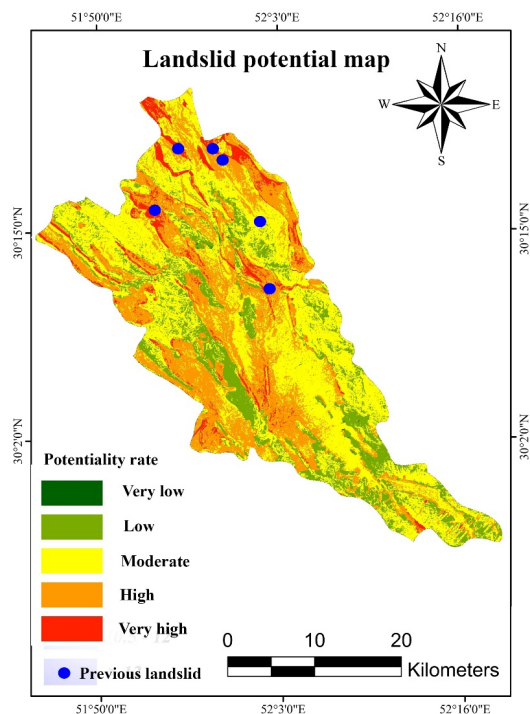 51°50'0"E 52°3'0"E 52°16'0"E
Landslid potential map
N
W E
S
30°15'0"N 30°15'0"N
30°2'0"N 30°2'0"N
Potentiality rate
Very low
Low
Moderate
High
Very high
Previous landslid
0 10 20
Kilometers
51°50'0"E 52°3'0"E 52°16'0"E